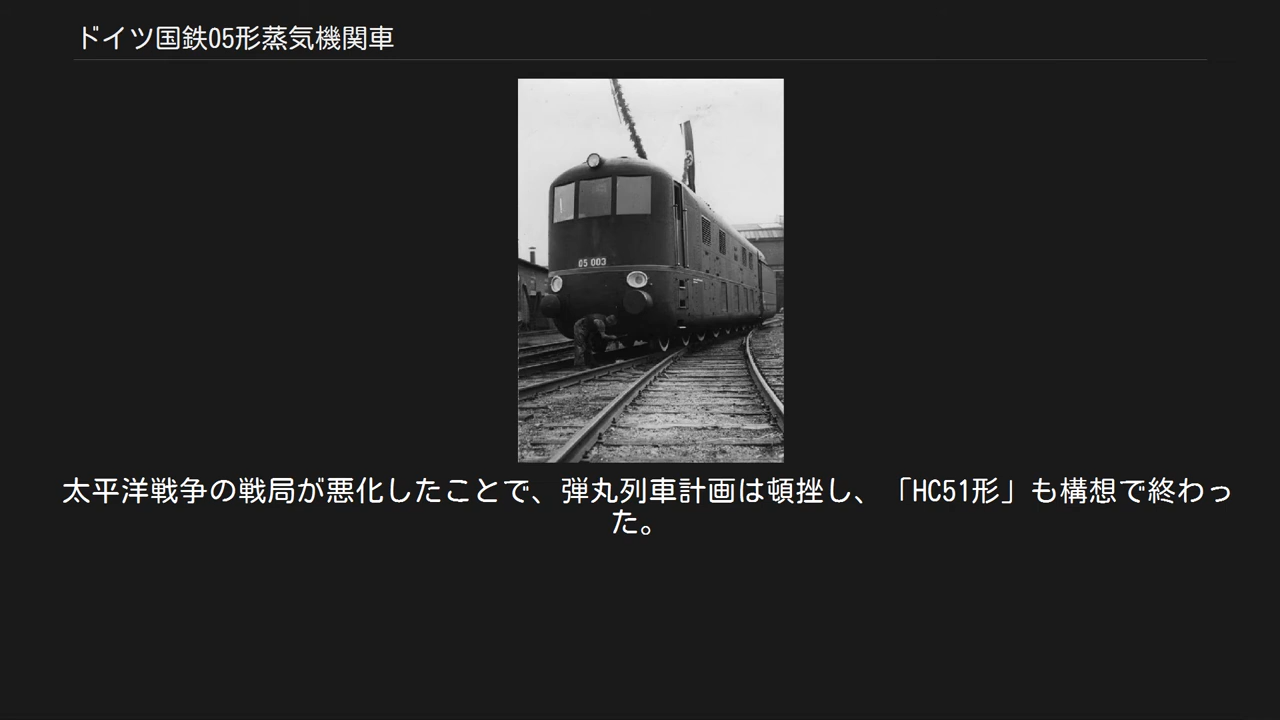 ドイツ国鉄05形蒸気機関車
05 003
太平洋戦争の戦局が悪化したことで、弾丸列車計画は頓挫し、「HC51形」も構想で終わっ
た。